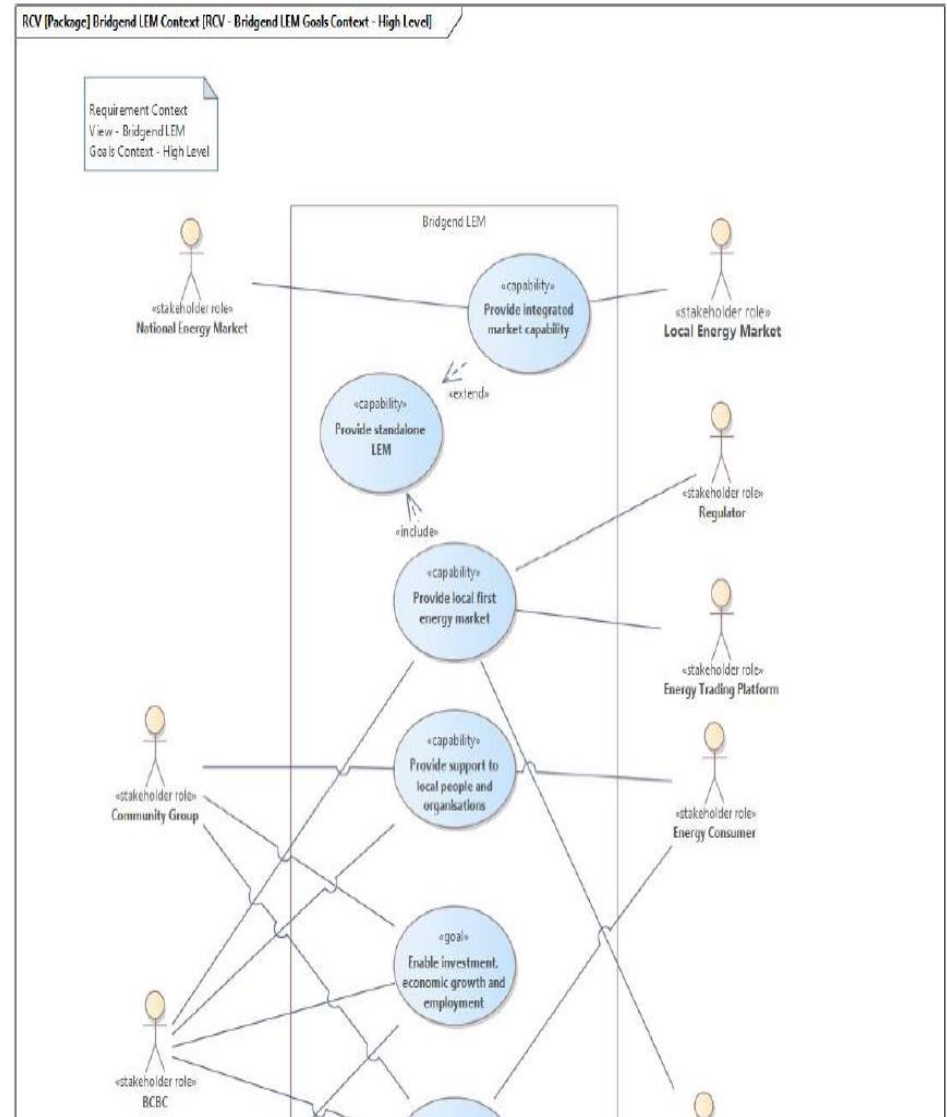 RCV [Package] Bridgend LEM Context [RCV - Bridgend LEM Goals Context - High Level]
Requirement Context
View - Bridgend LEM
Goals Context - High Level
Bridgend LEM
«stakeholder role»
National Energy Market
«capability»
Provide integrated
market capability
«stakeholder role»
Local Energy Market
«extend»
«capability»
Provide standalone
LEM
«stakeholder role»
Regulator
«include»
«capability»
Provide local first
energy market
«stakeholder role»
Energy Trading Platform
«capability»
Provide support to
local people and
organisations
«stakeholder role»
Community Group
«stakeholder role»
Energy Consumer
«goal»
Enable investment,
economic growth and
employment
«stakeholder role»
BCBC